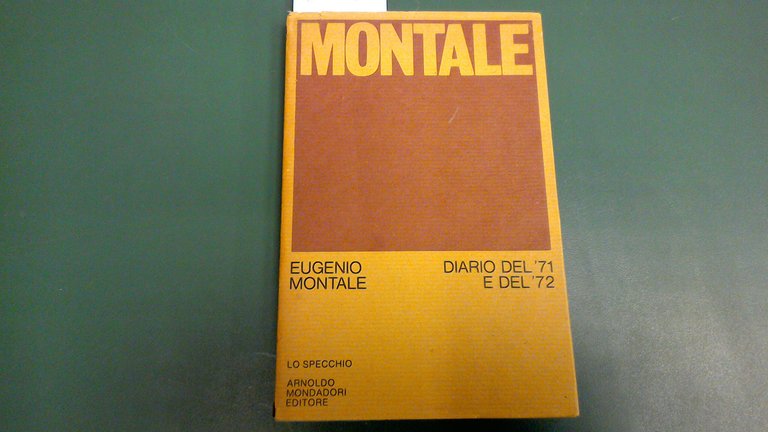 MONTALE
EUGENIO
MONTALE
DIARIO DEL '71
E DEL '72
LO SPECCHIO
ARNOLDO
MONDADORI
EDITORE